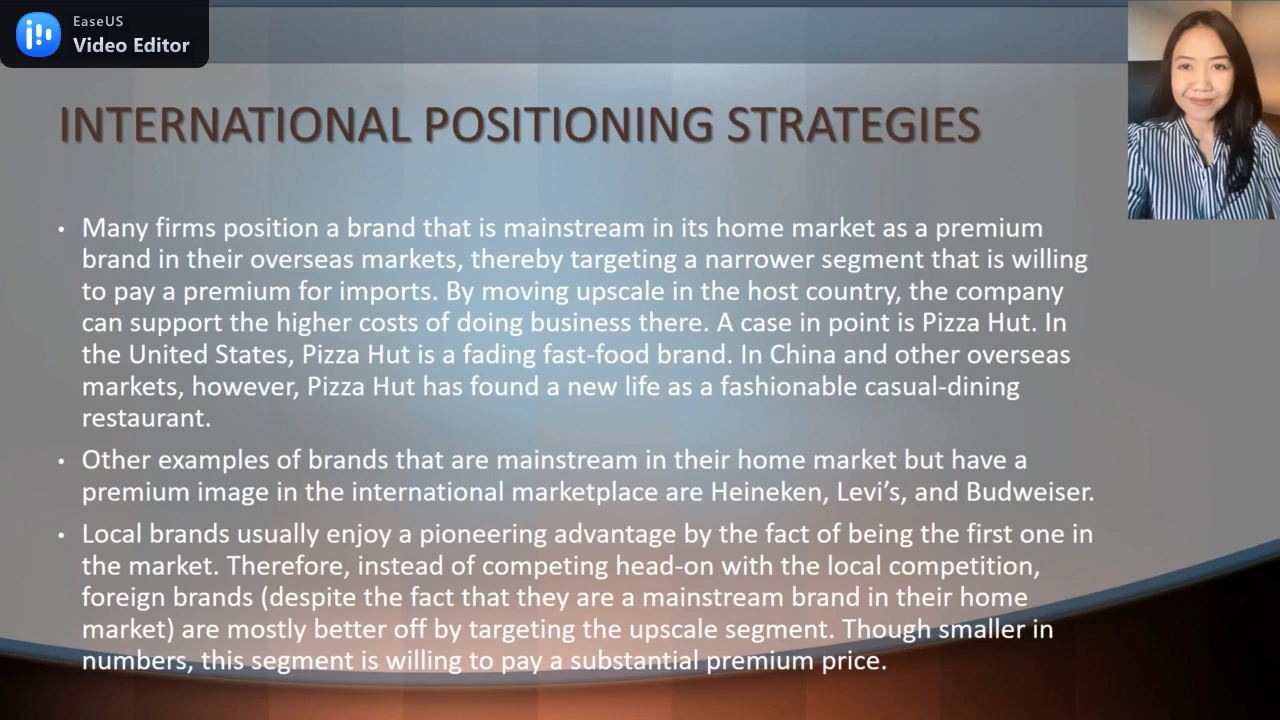 EaseUS
Video Editor
INTERNATIONAL POSITIONING STRATEGIES
• Many firms position a brand that is mainstream in its home market as a premium
brand in their overseas markets, thereby targeting a narrower segment that is willing
to pay a premium for imports. By moving upscale in the host country, the company
can support the higher costs of doing business there. A case in point is Pizza Hut. In
the United States, Pizza Hut is a fading fast-food brand. In China and other overseas
markets, however, Pizza Hut has found a new life as a fashionable casual-dining
restaurant.
• Other examples of brands that are mainstream in their home market but have a
premium image in the international marketplace are Heineken, Levi’s, and Budweiser.
• Local brands usually enjoy a pioneering advantage by the fact of being the first one in
the market. Therefore, instead of competing head-on with the local competition,
foreign brands (despite the fact that they are a mainstream brand in their home
market) are mostly better off by targeting the upscale segment. Though smaller in
numbers, this segment is willing to pay a substantial premium price.